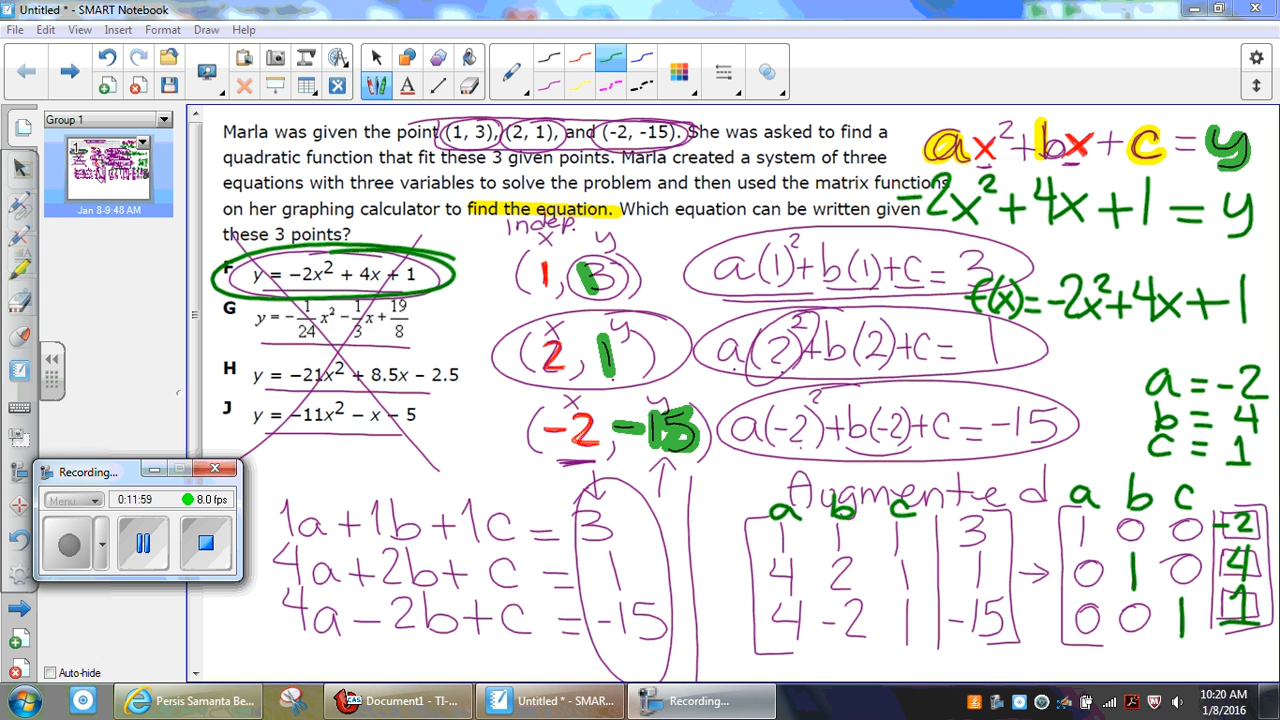 Untitled * - SMART Notebook
File Edit View Insert Format Draw Help
Group 1
Jan 8-9:48 AM
Auto-hide
Marla was given the point (1, 3), (2, 1), and (-2, -15). She was asked to find a
quadratic function that fit these 3 given points. Marla created a system of three
equations with three variables to solve the problem and then used the matrix functions
on her graphing calculator to find the equation. Which equation can be written given
these 3 points?
F y = −2x² + 4x + 1
G y = −1/24 x² − 1/3 x + 19/8
H y = −21x² + 8.5x − 2.5
J y = −11x² − x − 5
ax² + bx + c = y
-2x² + 4x + 1 = y
f(x) = -2x² + 4x + 1
a = -2
b = 4
c = 1
indep.
x y
(1, 3)
a(1)² + b(1) + c = 3
x y
(2, 1)
a(2)² + b(2) + c = 1
x y
(-2, -15)
a(-2)² + b(-2) + c = -15
1a + 1b + 1c = 3
4a + 2b + c = 1
4a - 2b + c = -15
Augmented
a b c
1 1 1 3
4 2 1 1
4 -2 1 -15
→
a b c
1 0 0 -2
0 1 0 4
0 0 1 1
Recording...
Menu
0:11:59
8.0 fps
Persis Samanta Be...
Document1 - TI-...
Untitled * - SMAR...
Recording...
10:20 AM
1/8/2016